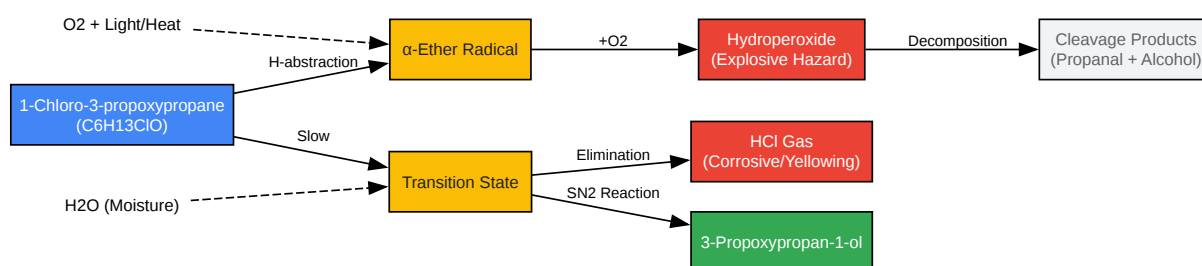 O2 + Light/Heat
α-Ether Radical
+O2
Hydroperoxide
(Explosive Hazard)
Decomposition
Cleavage Products
(Propanal + Alcohol)
H-abstraction
1-Chloro-3-propoxypropane
(C6H13ClO)
Slow
H2O (Moisture)
Transition State
Elimination
HCl Gas
(Corrosive/Yellowing)
SN2 Reaction
3-Propoxypropan-1-ol